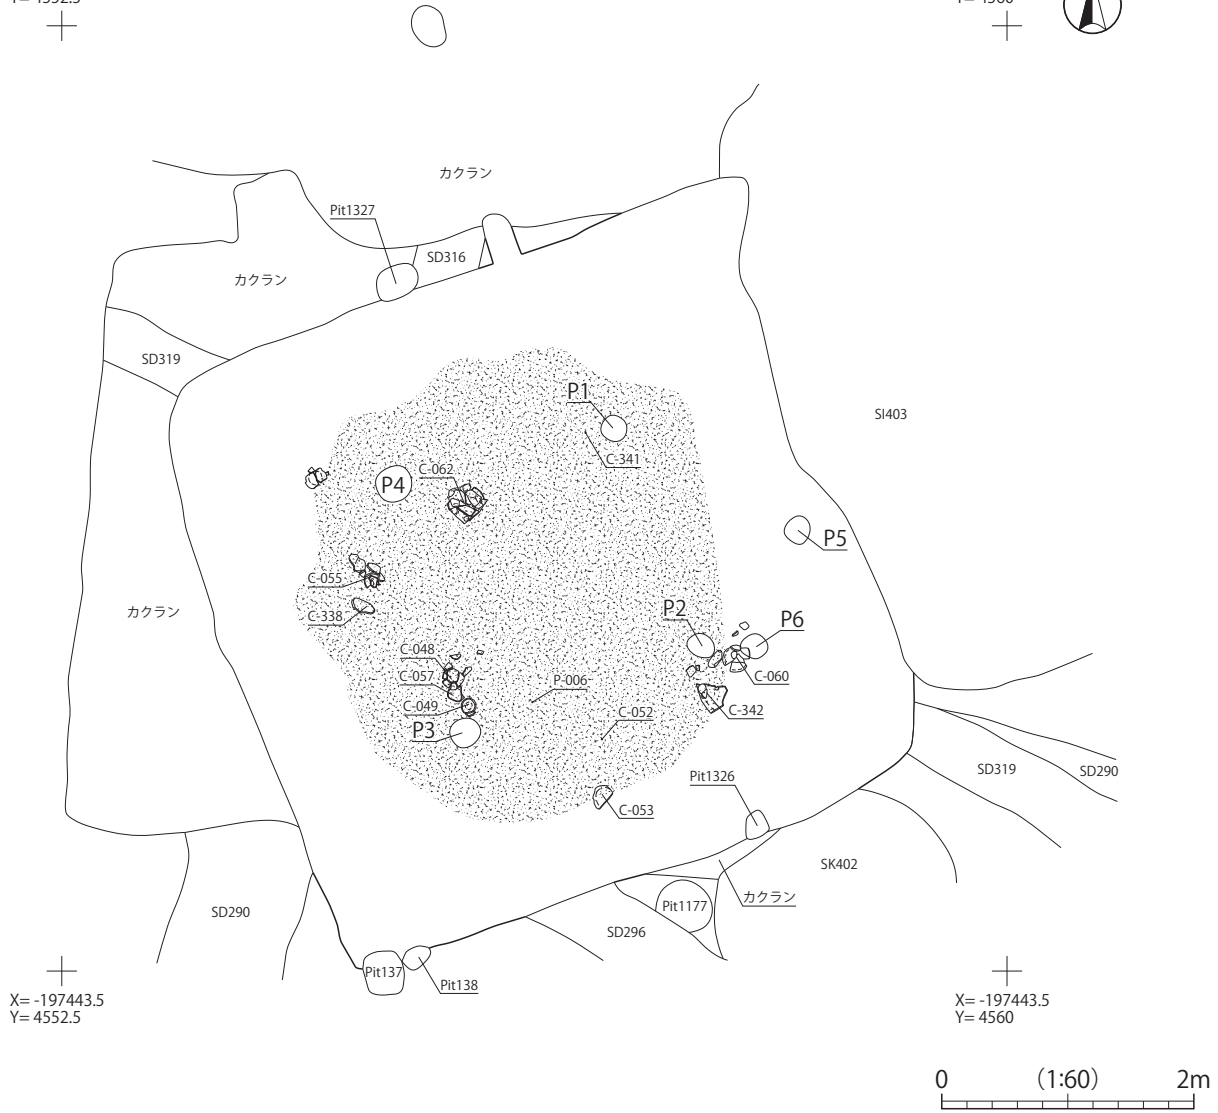 Y= 4552.5
Y= 4560
カクラン
Pit1327
SD316
カクラン
SD319
P1
SI403
C-341
C-062
P4
P5
C-055
カクラン
C-338
P2
P6
C-048
C-057
C-060
P-006
C-049
C-342
C-052
P3
Pit1326
SD319
SD290
C-053
SK402
カクラン
Pit1177
SD290
SD296
Pit137
Pit138
X= -197443.5
Y= 4552.5
X= -197443.5
Y= 4560
0 (1:60) 2m